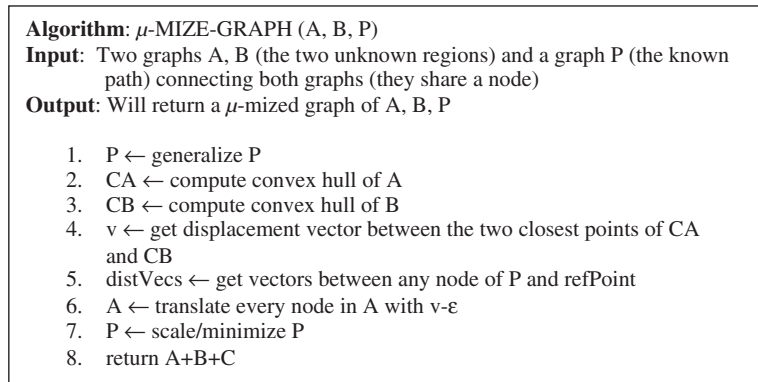 Algorithm: μ-MIZE-GRAPH (A, B, P)
Input: Two graphs A, B (the two unknown regions) and a graph P (the known
path) connecting both graphs (they share a node)
Output: Will return a μ-mized graph of A, B, P
1. P ← generalize P
2. CA ← compute convex hull of A
3. CB ← compute convex hull of B
4. v ← get displacement vector between the two closest points of CA
and CB
5. distVecs ← get vectors between any node of P and refPoint
6. A ← translate every node in A with v-ε
7. P ← scale/minimize P
8. return A+B+C